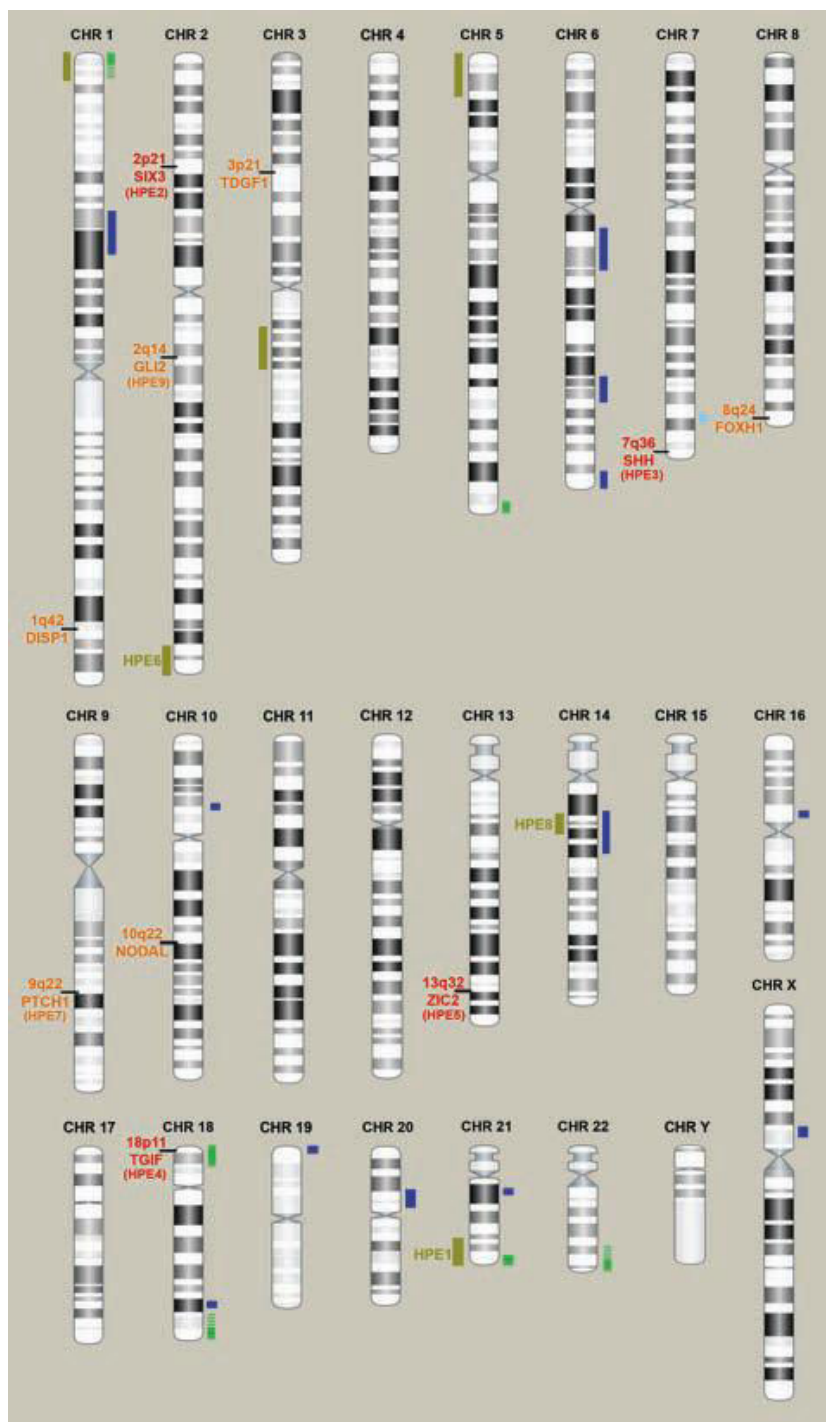 CHR 1
CHR 2
CHR 3
CHR 4
CHR 5
CHR 6
CHR 7
CHR 8
2p21
SIX3
(HPE2)
3p21
TDGF1
2q14
GLI2
(HPE9)
8q24
FOXH1
7q36
SHH
(HPE3)
1q42
DISP1
HPE6
CHR 9
CHR 10
CHR 11
CHR 12
CHR 13
CHR 14
CHR 15
CHR 16
HPE8
10q22
NODAL
9q22
PTCH1
(HPE7)
13q32
ZIC2
(HPE5)
CHR X
CHR 17
CHR 18
CHR 19
CHR 20
CHR 21
CHR 22
CHR Y
18p11
TGIF
(HPE4)
HPE1